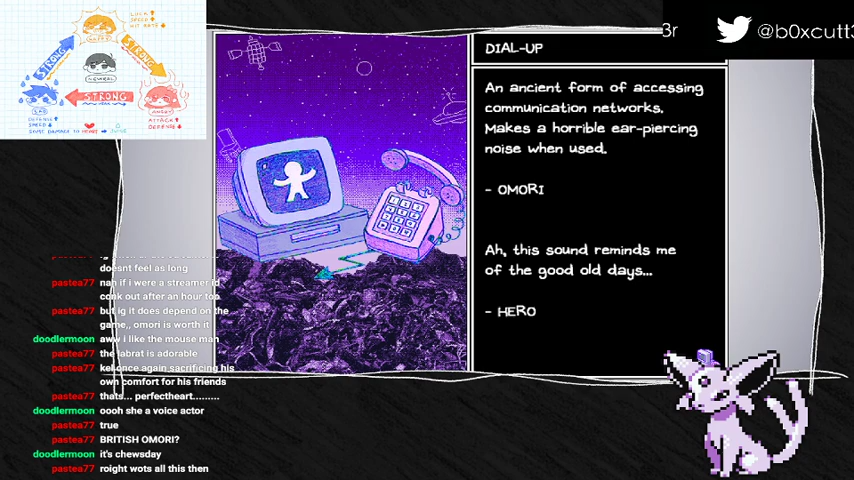 LUCK
SPEED
HIT RATE
HAPPY
STRONG
STRONG
NEUTRAL
SAD
DEFENSE
SPEED
SOME DAMAGE TO HEART → JUICE
STRONG
ANGRY
ATTACK
DEFENSE
3r
@b0xcutt3
DIAL-UP
An ancient form of accessing
communication networks.
Makes a horrible ear-piercing
noise when used.
- OMORI
Ah, this sound reminds me
of the good old days...
- HERO
doesnt feel as long
pastea77 nah if i were a streamer id
conk out after an hour too
pastea77 but ig it does depend on the
game,, omori is worth it
doodlermoon aww i like the mouse man
pastea77 the labrat is adorable
pastea77 kel once again sacrificing his
own comfort for his friends
pastea77 thats... perfectheart.........
doodlermoon oooh she a voice actor
pastea77 true
pastea77 BRITISH OMORI?
doodlermoon it's chewsday
pastea77 roight wots all this then